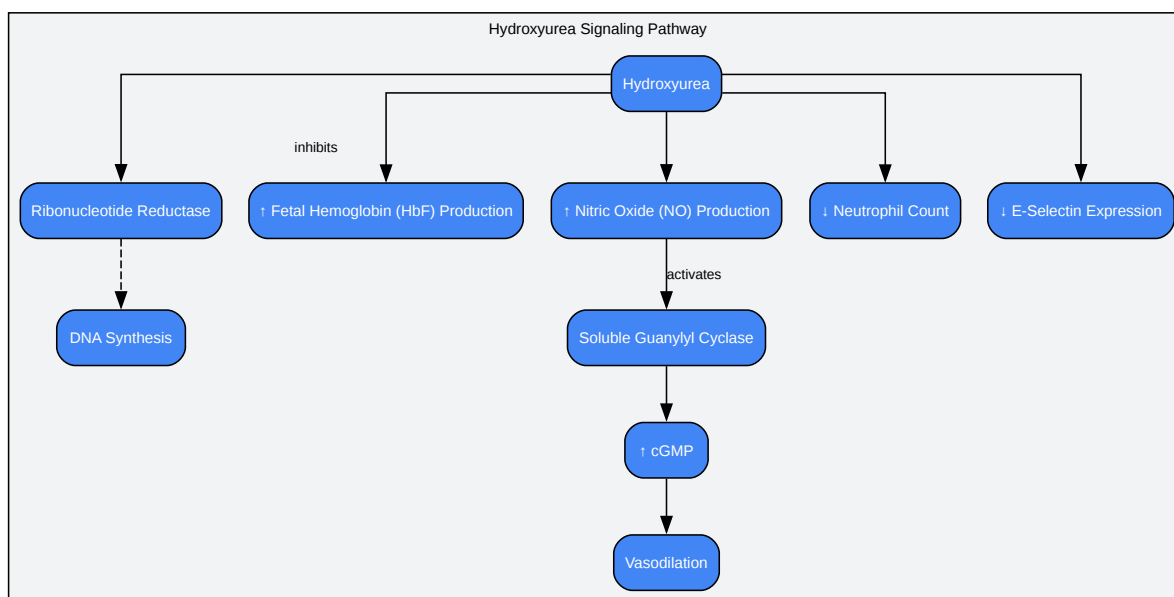 Hydroxyurea Signaling Pathway
Hydroxyurea
inhibits
Ribonucleotide Reductase
↑ Fetal Hemoglobin (HbF) Production
↑ Nitric Oxide (NO) Production
↓ Neutrophil Count
↓ E-Selectin Expression
activates
DNA Synthesis
Soluble Guanylyl Cyclase
↑ cGMP
Vasodilation